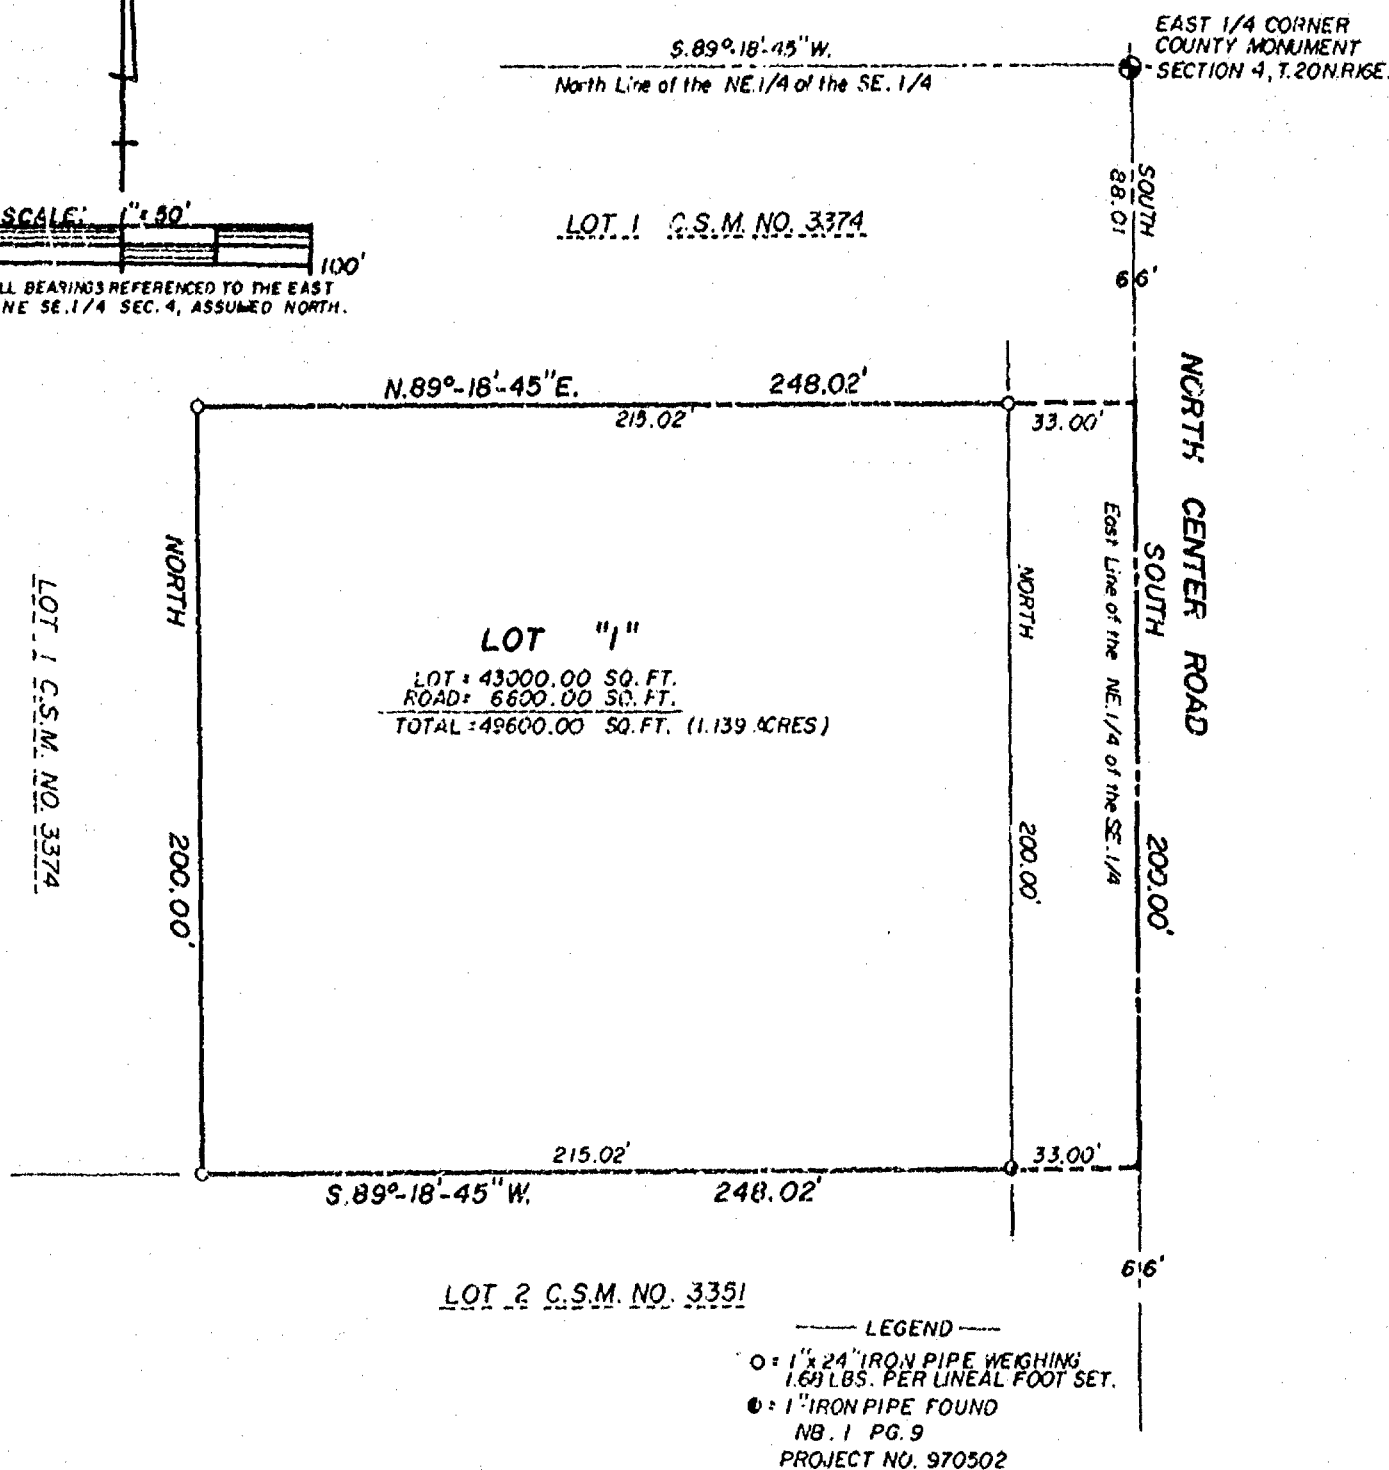 EAST 1/4 CORNER
COUNTY MONUMENT
SECTION 4, T.20N.R16E.
S.89°-18'-45"W.
North Line of the NE.1/4 of the SE. 1/4
SOUTH
88.01
SCALE: 1"=50'
100'
LL BEARINGS REFERENCED TO THE EAST
NE SE.1/4 SEC. 4, ASSUMED NORTH.
LOT 1 C.S.M. NO. 3374
66'
N.89°-18'-45"E. 248.02'
215.02'
33.00'
NORTH CENTER ROAD
SOUTH 200.00'
East Line of the NE.1/4 of the SE.1/4
NORTH 200.00'
NORTH 200.00'
LOT 1 C.S.M. NO. 3374
LOT "1"
LOT = 43000.00 SQ. FT.
ROAD= 6600.00 SQ. FT.
TOTAL =49600.00 SQ. FT. (1.139 ACRES)
215.02'
33.00'
S.89°-18'-45"W. 248.02'
66'
LOT 2 C.S.M. NO. 3351
LEGEND
= 1"x24" IRON PIPE WEIGHING
1.68 LBS. PER LINEAL FOOT SET.
= 1" IRON PIPE FOUND
NB. 1 PG. 9
PROJECT NO. 970502